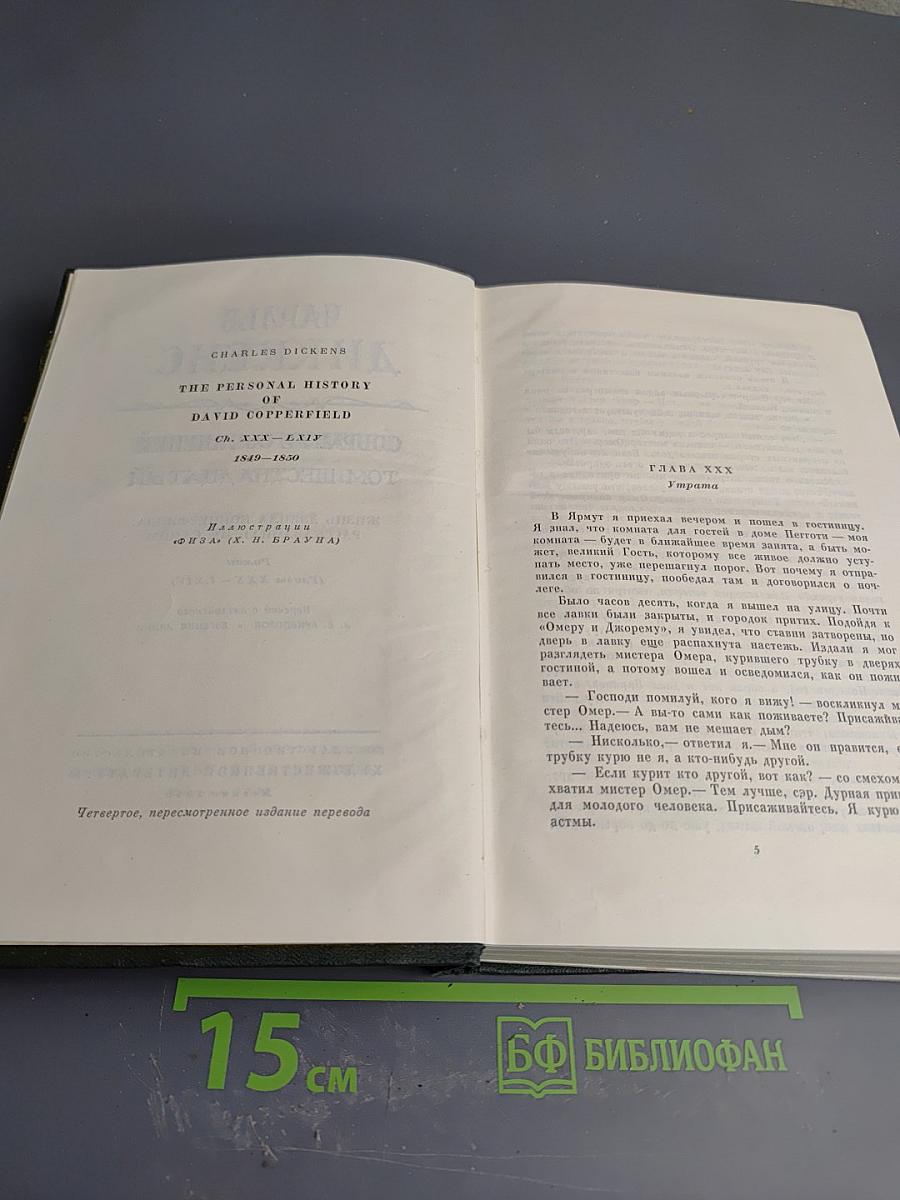 CHARLES DICKENS
THE PERSONAL HISTORY
OF
DAVID COPPERFIELD
Ch. XXX—LXIV
1849—1850
Иллюстрации
«ФИЗА» (Х. Н. БРАУНА)
Четвертое, пересмотренное издание перевода
ГЛАВА XXX
Утрата
В Ярмут я приехал вечером и пошел в гостиницу.
Я знал, что комната для гостей в доме Пегготи — моя
комната — будет в ближайшее время занята, а быть мо-
жет, великий Гость, которому все живое должно усту-
пать место, уже перешагнул порог. Вот почему я отпра-
вился в гостиницу, пообедал там и договорился о ноч-
леге.
Было часов десять, когда я вышел на улицу. Почти
все лавки были закрыты, и городок притих. Подойдя к
«Омеру и Джорему», я увидел, что ставни затворены, но
дверь в лавку еще распахнута настежь. Издали я мог
разглядеть мистера Омера, курившего трубку в дверях
гостиной, а потому вошел и осведомился, как он пожи
вает.
— Господи помилуй, кого я вижу! — воскликнул м
стер Омер.— А вы-то сами как поживаете? Присажива
тесь... Надеюсь, вам не мешает дым?
— Нисколько,— ответил я.— Мне он нравится, е
трубку курю не я, а кто-нибудь другой.
— Если курит кто другой, вот как? — со смехом
хватил мистер Омер.— Тем лучше, сэр. Дурная при
для молодого человека. Присаживайтесь. Я курю
астмы.
5
15 см
БФ БИБЛИОФАН